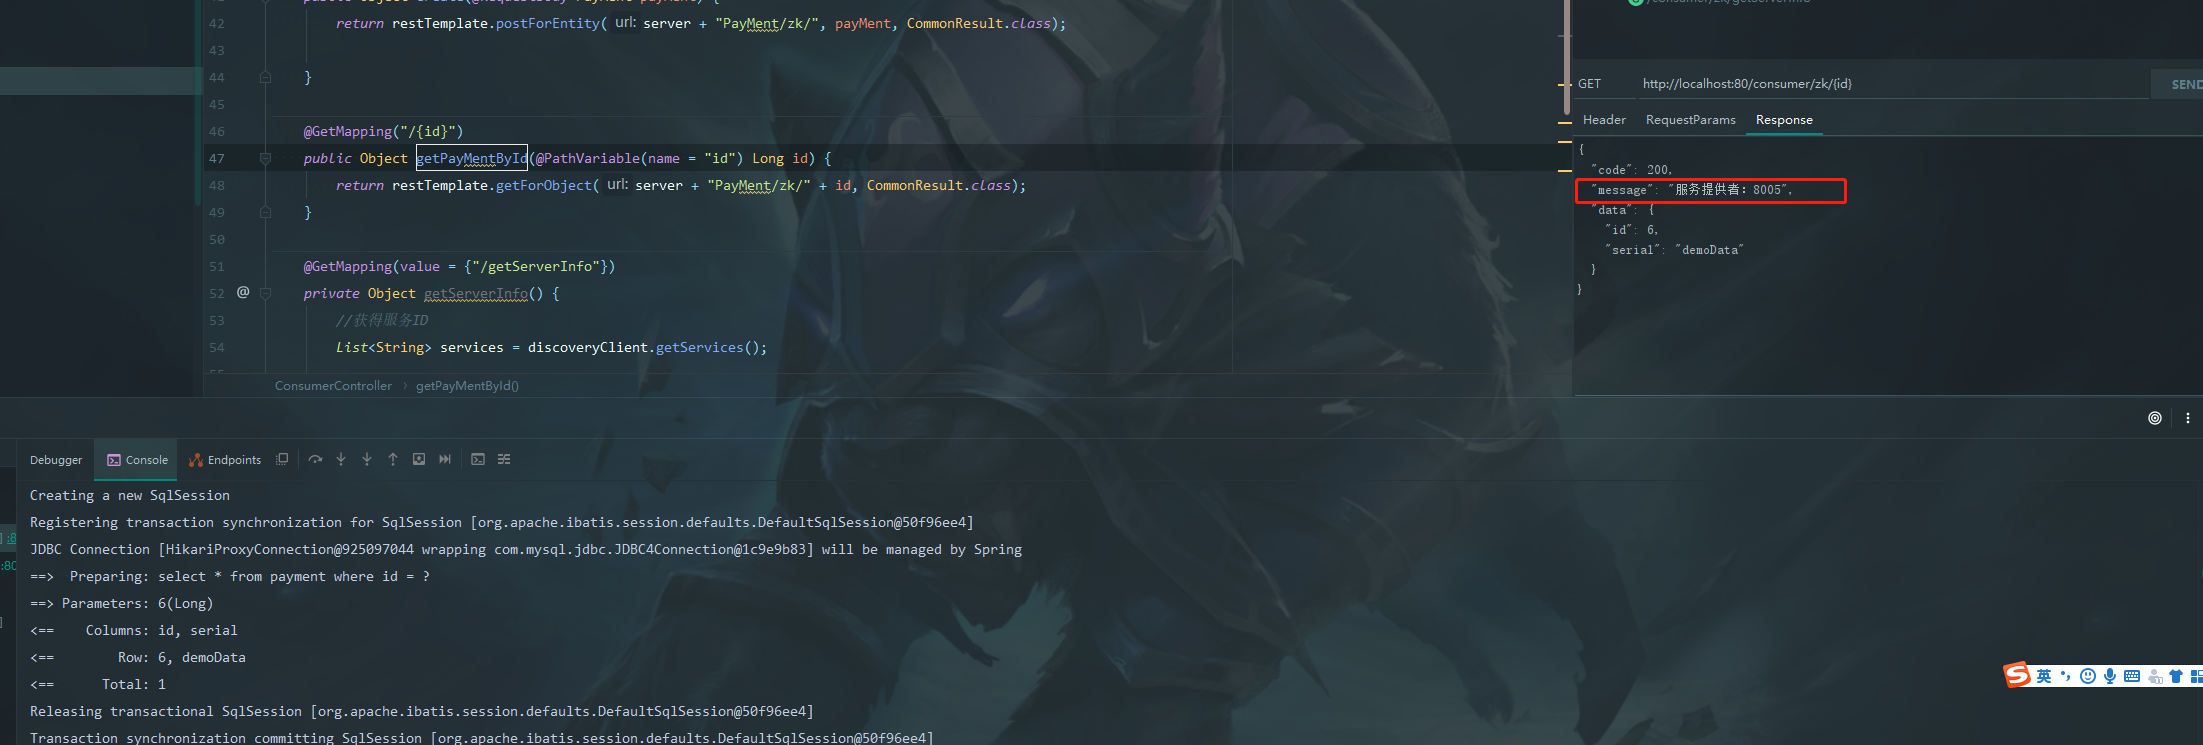 42 return restTemplate.postForEntity( url: server + "PayMent/zk/", payMent, CommonResult.class);
43
44 }
45
46 @GetMapping("/{id}")
47 public Object getPayMentById(@PathVariable(name = "id") Long id) {
48 return restTemplate.getForObject( url: server + "PayMent/zk/" + id, CommonResult.class);
49 }
50
51 @GetMapping(value = {"/getServerInfo"})
52 @ private Object getServerInfo() {
53 //获得服务ID
54 List<String> services = discoveryClient.getServices();
ConsumerController › getPayMentById()
/consumer/zk/getServerInfo
GET http://localhost:80/consumer/zk/{id} SEND
Header RequestParams Response
{
"code": 200,
"message": "服务提供者: 8005",
"data": {
"id": 6,
"serial": "demoData"
}
}
Debugger Console Endpoints
Creating a new SqlSession
Registering transaction synchronization for SqlSession [org.apache.ibatis.session.defaults.DefaultSqlSession@50f96ee4]
JDBC Connection [HikariProxyConnection@925097044 wrapping com.mysql.jdbc.JDBC4Connection@1c9e9b83] will be managed by Spring
==> Preparing: select * from payment where id = ?
==> Parameters: 6(Long)
<== Columns: id, serial
<== Row: 6, demoData
<== Total: 1
Releasing transactional SqlSession [org.apache.ibatis.session.defaults.DefaultSqlSession@50f96ee4]
Transaction synchronization committing SqlSession [org.apache.ibatis.session.defaults.DefaultSqlSession@50f96ee4]
] :8
:80
]
S 英